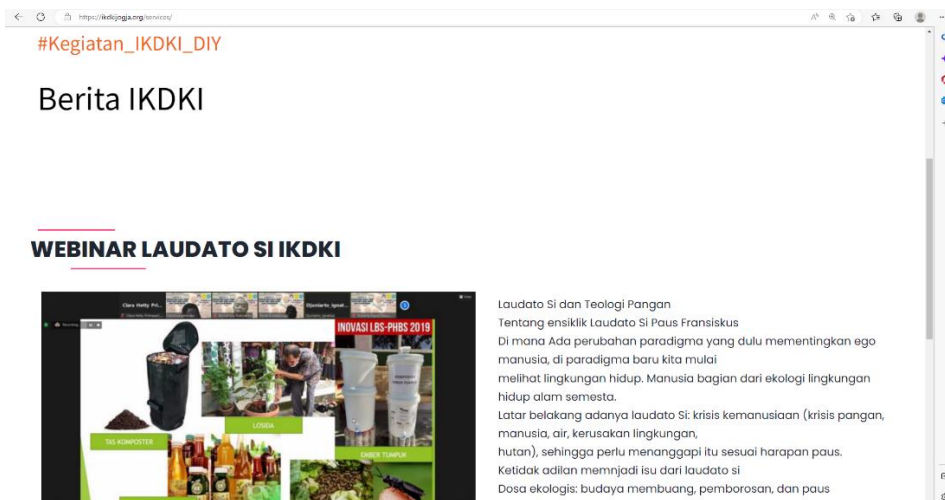 https://ikdkijogja.org/services/
#Kegiatan_IKDKI_DIY
Berita IKDKI
WEBINAR LAUDATO SI IKDKI
INOVASI LBS-PHBS 2019
LOSIDA
TAS KOMPOSTER
EMBER TUMPUK
Laudato Si dan Teologi Pangan
Tentang ensiklik Laudato Si Paus Fransiskus
Di mana Ada perubahan paradigma yang dulu mementingkan ego
manusia, di paradigma baru kita mulai
melihat lingkungan hidup. Manusia bagian dari ekologi lingkungan
hidup alam semesta.
Latar belakang adanya laudato Si: krisis kemanusiaan (krisis pangan,
manusia, air, kerusakan lingkungan,
hutan), sehingga perlu menanggapi itu sesuai harapan paus.
Ketidak adilan memnjadi isu dari laudato si
Dosa ekologis: budaya membuang, pemborosan, dan paus